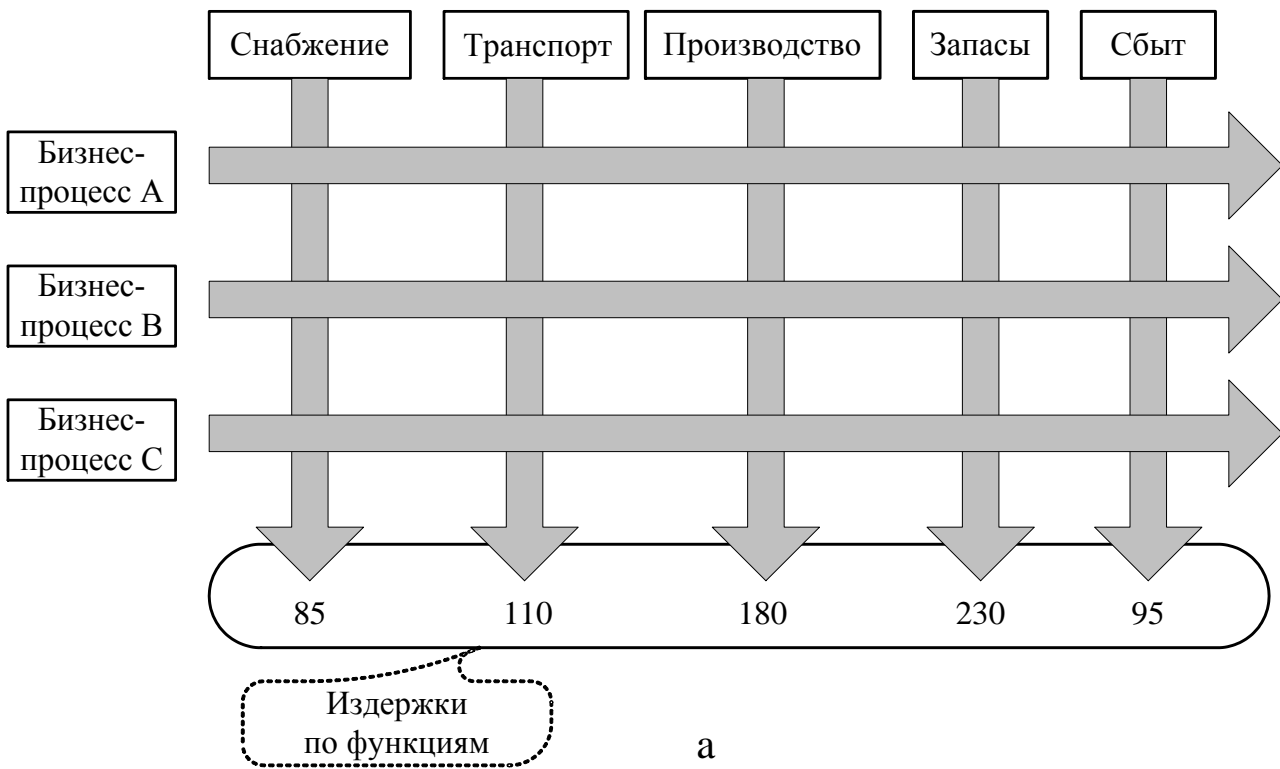 Снабжение
Транспорт
Производство
Запасы
Сбыт
Бизнес-
процесс А
Бизнес-
процесс В
Бизнес-
процесс С
85
110
180
230
95
Издержки
по функциям
а